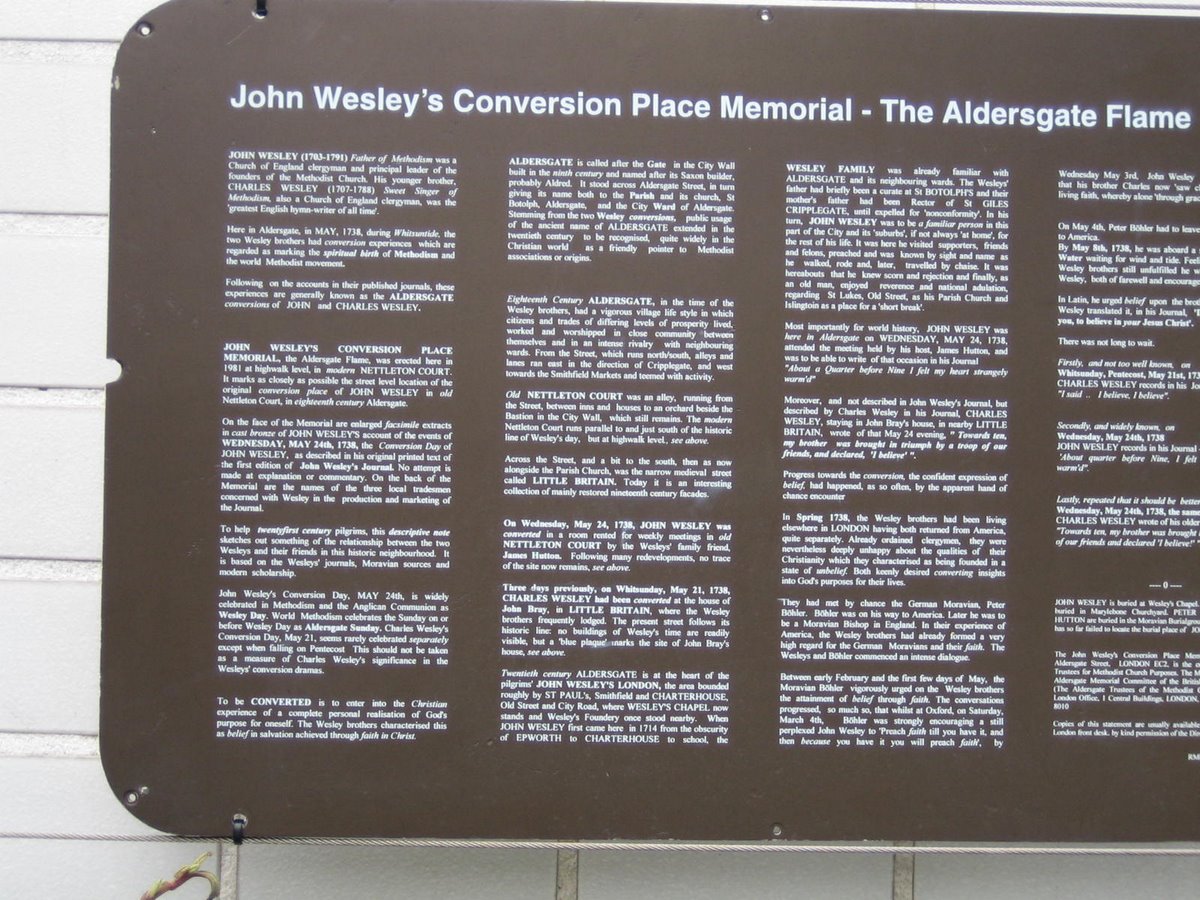 John Wesley's Conversion Place Memorial - The Aldersgate Flame
JOHN WESLEY (1703-1791) Father of Methodism was a
Church of England clergyman and principal leader of the
founders of the Methodist Church. His younger brother,
CHARLES WESLEY (1707-1788) Sweet Singer of
Methodism, also a Church of England clergyman, was the
'greatest English hymn-writer of all time'.
Here in Aldersgate, in MAY, 1738, during Whitsuntide, the
two Wesley brothers had conversion experiences which are
regarded as marking the spiritual birth of Methodism and
the world Methodist movement.
Following on the accounts in their published journals, these
experiences are generally known as the ALDERSGATE
conversions of JOHN and CHARLES WESLEY.
JOHN WESLEY'S CONVERSION PLACE
MEMORIAL, the Aldersgate Flame, was erected here in
1981 at highwalk level, in modern NETTLETON COURT.
It marks as closely as possible the street level location of the
original conversion place of JOHN WESLEY in old
Nettleton Court, in eighteenth century Aldersgate.
On the face of the Memorial are enlarged facsimile extracts
in cast bronze of JOHN WESLEY'S account of the events of
WEDNESDAY, MAY 24th, 1738, the Conversion Day of
JOHN WESLEY, as described in his original printed text of
the first edition of John Wesley's Journal. No attempt is
made at explanation or commentary. On the back of the
Memorial are the names of the three local tradesmen
concerned with Wesley in the production and marketing of
the Journal.
To help twentyfirst century pilgrims, this descriptive note
sketches out something of the relationship between the two
Wesleys and their friends in this historic neighbourhood. It
is based on the Wesleys' journals, Moravian sources and
modern scholarship.
John Wesley's Conversion Day, MAY 24th, is widely
celebrated in Methodism and the Anglican Communion as
Wesley Day. World Methodism celebrates the Sunday on or
before Wesley Day as Aldersgate Sunday. Charles Wesley's
Conversion Day, May 21, seems rarely celebrated separately
except when falling on Pentecost This should not be taken
as a measure of Charles Wesley's significance in the
Wesleys' conversion dramas.
To be CONVERTED is to enter into the Christian
experience of a complete personal realisation of God's
purpose for oneself. The Wesley brothers characterised this
as belief in salvation achieved through faith in Christ.
ALDERSGATE is called after the Gate in the City Wall
built in the ninth century and named after its Saxon builder,
probably Aldred. It stood across Aldersgate Street, in turn
giving its name both to the Parish and its church, St
Botolph, Aldersgate, and the City Ward of Aldersgate.
Stemming from the two Wesley conversions, public usage
of the ancient name of ALDERSGATE extended in the
twentieth century to be recognised, quite widely in the
Christian world as a friendly pointer to Methodist
associations or origins.
Eighteenth Century ALDERSGATE, in the time of the
Wesley brothers, had a vigorous village life style in which
citizens and trades of differing levels of prosperity lived,
worked and worshipped in close community between
themselves and in an intense rivalry with neighbouring
wards. From the Street, which runs north/south, alleys and
lanes ran east in the direction of Cripplegate, and west
towards the Smithfield Markets and teemed with activity.
Old NETTLETON COURT was an alley, running from
the Street, between inns and houses to an orchard beside the
Bastion in the City Wall, which still remains. The modern
Nettleton Court runs parallel to and just south of the historic
line of Wesley's day, but at highwalk level, see above.
Across the Street, and a bit to the south, then as now
alongside the Parish Church, was the narrow medieval street
called LITTLE BRITAIN. Today it is an interesting
collection of mainly restored nineteenth century facades.
On Wednesday, May 24, 1738, JOHN WESLEY was
converted in a room rented for weekly meetings in old
NETTLETON COURT by the Wesleys' family friend,
James Hutton. Following many redevelopments, no trace
of the site now remains, see above.
Three days previously, on Whitsunday, May 21, 1738,
CHARLES WESLEY had been converted at the house of
John Bray, in LITTLE BRITAIN, where the Wesley
brothers frequently lodged. The present street follows its
historic line: no buildings of Wesley's time are readily
visible, but a 'blue plaque' marks the site of John Bray's
house, see above.
Twentieth century ALDERSGATE is at the heart of the
pilgrims' JOHN WESLEY'S LONDON, the area bounded
roughly by ST PAUL's, Smithfield and CHARTERHOUSE,
Old Street and City Road, where WESLEY'S CHAPEL now
stands and Wesley's Foundery once stood nearby. When
JOHN WESLEY first came here in 1714 from the obscurity
of EPWORTH to CHARTERHOUSE to school, the
WESLEY FAMILY was already familiar with
ALDERSGATE and its neighbouring wards. The Wesleys'
father had briefly been a curate at St BOTOLPH'S and their
mother's father had been Rector of St GILES
CRIPPLEGATE, until expelled for 'nonconformity'. In his
turn, JOHN WESLEY was to be a familiar person in this
part of the City and its 'suburbs', if not always 'at home', for
the rest of his life. It was here he visited supporters, friends
and felons, preached and was known by sight and name as
he walked, rode and, later, travelled by chaise. It was
hereabouts that he knew scorn and rejection and finally, as
an old man, enjoyed reverence and national adulation,
regarding St Lukes, Old Street, as his Parish Church and
Islington as a place for a 'short break'.
Most importantly for world history, JOHN WESLEY was
here in Aldersgate on WEDNESDAY, MAY 24, 1738,
attended the meeting held by his host, James Hutton, and
was to be able to write of that occasion in his Journal
"About a Quarter before Nine I felt my heart strangely
warm'd"
Moreover, and not described in John Wesley's Journal, but
described by Charles Wesley in his Journal, CHARLES
WESLEY, staying in John Bray's house, in nearby LITTLE
BRITAIN, wrote of that May 24 evening, " Towards ten,
my brother was brought in triumph by a troop of our
friends, and declared, 'I believe' ".
Progress towards the conversion, the confident expression of
belief, had happened, as so often, by the apparent hand of
chance encounter
In Spring 1738, the Wesley brothers had been living
elsewhere in LONDON having both returned from America,
quite separately. Already ordained clergymen, they were
nevertheless deeply unhappy about the qualities of their
Christianity which they characterised as being founded in a
state of unbelief. Both keenly desired converting insights
into God's purposes for their lives.
They had met by chance the German Moravian, Peter
Böhler. Böhler was on his way to America. Later he was to
be a Moravian Bishop in England. In their experience of
America, the Wesley brothers had already formed a very
high regard for the German Moravians and their faith. The
Wesleys and Böhler commenced an intense dialogue.
Between early February and the first few days of May, the
Moravian Böhler vigorously urged on the Wesley brothers
the attainment of belief through faith. The conversations
progressed, so much so, that whilst at Oxford, on Saturday,
March 4th, Böhler was strongly encouraging a still
perplexed John Wesley to 'Preach faith till you have it, and
then because you have it you will preach faith', by
Wednesday May 3rd, John Wesley
that his brother Charles now 'saw
living faith, whereby alone 'through gra
On May 4th, Peter Böhler had to leave
to America.
By May 8th, 1738, he was aboard
Water waiting for wind and tide. Feel
Wesley brothers still unfulfilled he
Wesley, both of farewell and encourag
In Latin, he urged belief upon the bro
Wesley translated it, in his Journal,
you, to believe in your Jesus Christ'.
There was not long to wait.
Firstly, and not too well known, on
Whitsunday, Pentecost, May 21st, 173
CHARLES WESLEY records in his Jo
"I said .. I believe, I believe".
Secondly, and widely known, on
Wednesday, May 24th, 1738
JOHN WESLEY records in his Journal
'About quarter before Nine, I felt
warm'd'.
Lastly, repeated that it should be better
Wednesday, May 24th, 1738, the sam
CHARLES WESLEY wrote of his olde
"Towards ten, my brother was brought
of our friends and declared 'I believe!' "
---- 0 ----
JOHN WESLEY is buried at Wesley's Chape
buried in Marylebone Churchyard. PETER
HUTTON are buried in the Moravian Burialgrou
has so far failed to locate the burial place of JO
The John Wesley's Conversion Place Mem
Aldersgate Street, LONDON EC2, is the
Trustees for Methodist Church Purposes. The M
Aldersgate Memorial Committee of the British
(The Aldersgate Trustees of the Methodist
London Office, 1 Central Buildings, LONDON
8010
Copies of this statement are usually available
London front desk. by kind permission of the Dir
RM